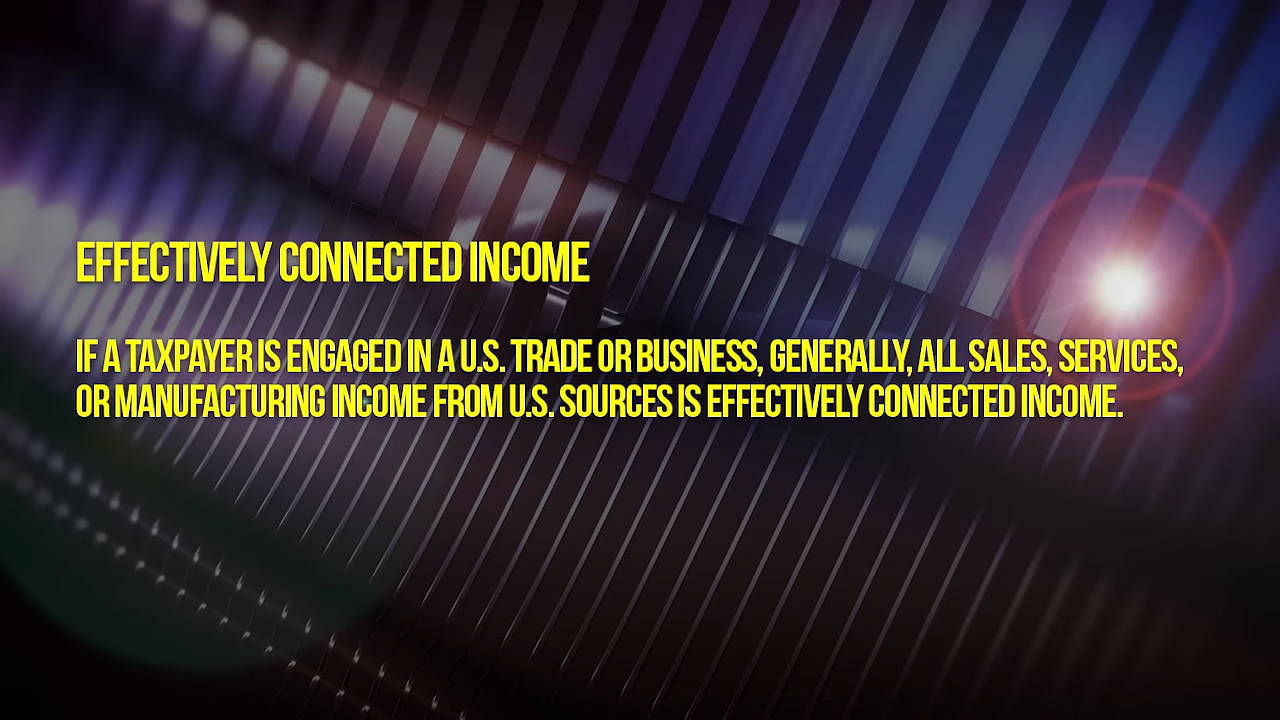 EFFECTIVELY CONNECTED INCOME
IF A TAXPAYER IS ENGAGED IN A U.S. TRADE OR BUSINESS, GENERALLY, ALL SALES, SERVICES,
OR MANUFACTURING INCOME FROM U.S. SOURCES IS EFFECTIVELY CONNECTED INCOME.